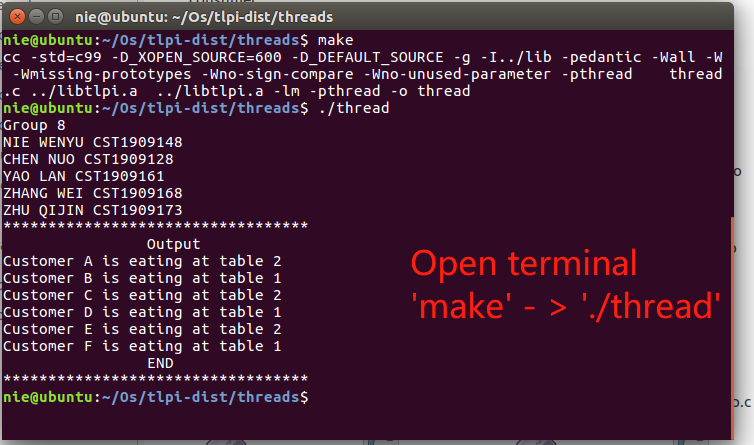 nie@ubuntu: ~/Os/tlpi-dist/threads
nie@ubuntu:~/Os/tlpi-dist/threads$ make
cc -std=c99 -D_XOPEN_SOURCE=600 -D_DEFAULT_SOURCE -g -I../lib -pedantic -Wall -W
-Wmissing-prototypes -Wno-sign-compare -Wno-unused-parameter -pthread    thread
.c ../libtlpi.a  ../libtlpi.a -lm -pthread -o thread
nie@ubuntu:~/Os/tlpi-dist/threads$ ./thread
Group 8
NIE WENYU CST1909148
CHEN NUO CST1909128
YAO LAN CST1909161
ZHANG WEI CST1909168
ZHU QIJIN CST1909173
**********************************
Output
Customer A is eating at table 2
Customer B is eating at table 1
Customer C is eating at table 2
Customer D is eating at table 1
Customer E is eating at table 2
Customer F is eating at table 1
END
**********************************
nie@ubuntu:~/Os/tlpi-dist/threads$
Open terminal
'make' - > './thread'
o.c